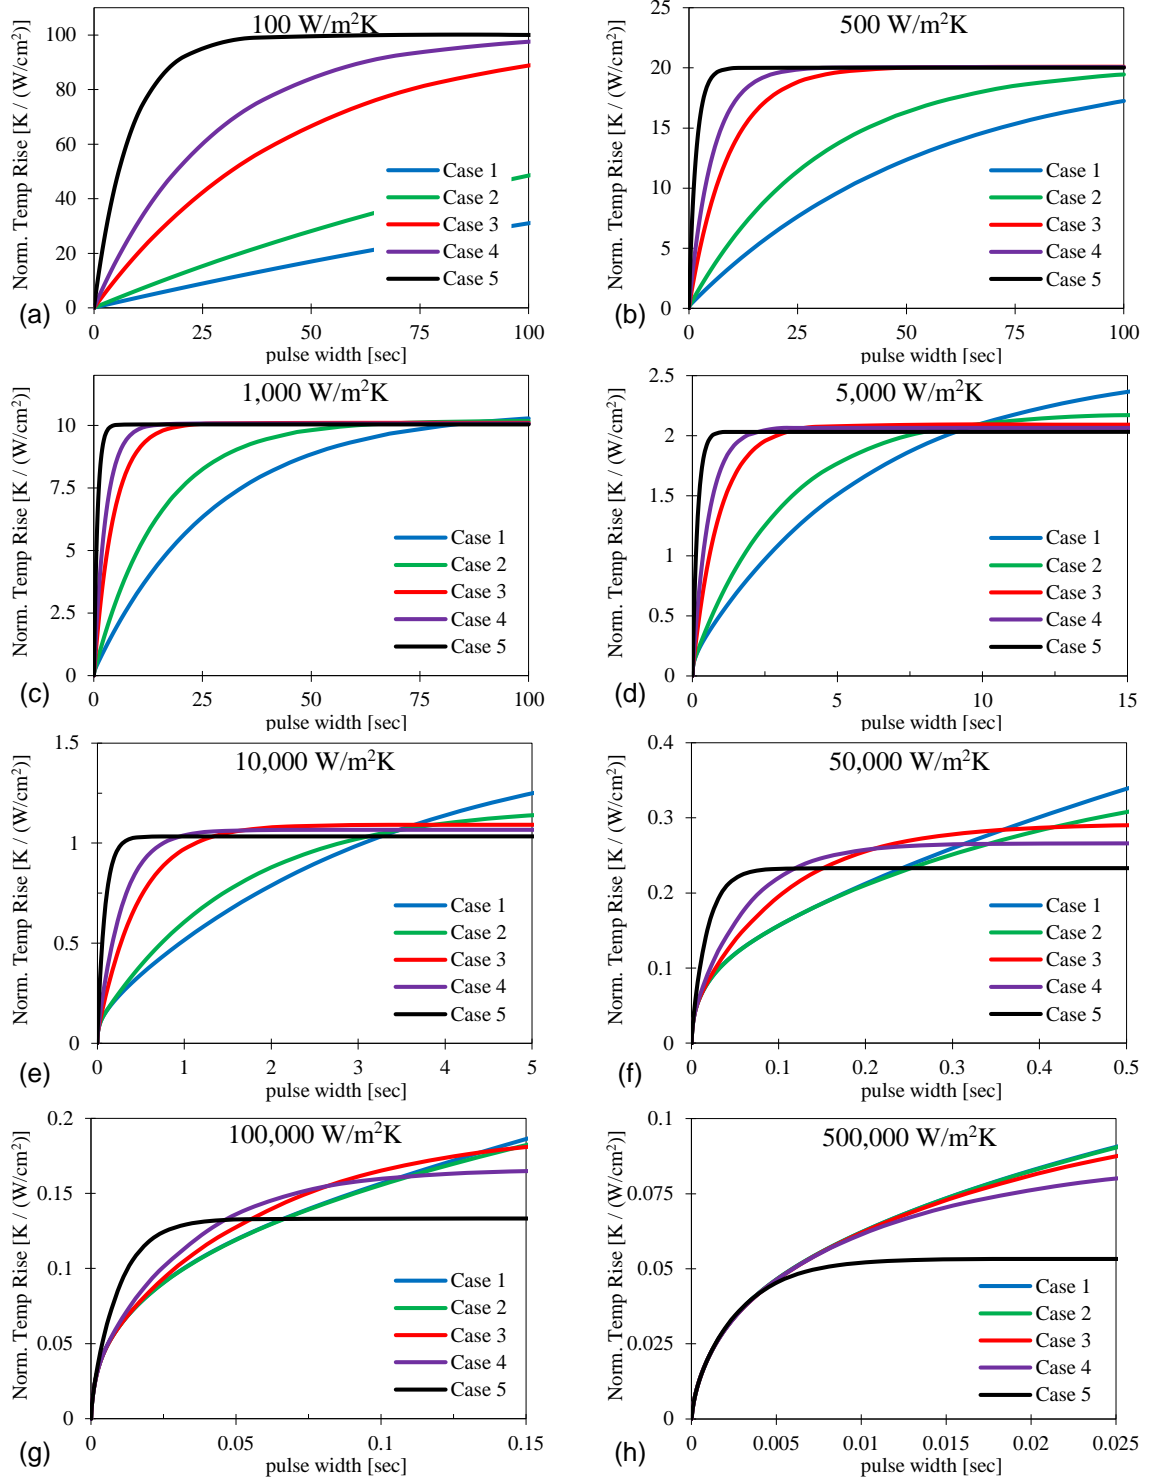 100 W/m²K
Norm. Temp Rise [K / (W/cm²)]
100
80
60
40
20
0
Case 1
Case 2
Case 3
Case 4
Case 5
0 25 50 75 100
pulse width [sec]
(a)
500 W/m²K
Norm. Temp Rise [K / (W/cm²)]
25
20
15
10
5
0
Case 1
Case 2
Case 3
Case 4
Case 5
0 25 50 75 100
pulse width [sec]
(b)
1,000 W/m²K
Norm. Temp Rise [K / (W/cm²)]
10
7.5
5
2.5
0
Case 1
Case 2
Case 3
Case 4
Case 5
0 25 50 75 100
pulse width [sec]
(c)
5,000 W/m²K
Norm. Temp Rise [K / (W/cm²)]
2.5
2
1.5
1
0.5
0
Case 1
Case 2
Case 3
Case 4
Case 5
0 5 10 15
pulse width [sec]
(d)
10,000 W/m²K
Norm. Temp Rise [K / (W/cm²)]
1.5
1
0.5
0
Case 1
Case 2
Case 3
Case 4
Case 5
0 1 2 3 4 5
pulse width [sec]
(e)
50,000 W/m²K
Norm. Temp Rise [K / (W/cm²)]
0.4
0.3
0.2
0.1
0
Case 1
Case 2
Case 3
Case 4
Case 5
0 0.1 0.2 0.3 0.4 0.5
pulse width [sec]
(f)
100,000 W/m²K
Norm. Temp Rise [K / (W/cm²)]
0.2
0.15
0.1
0.05
0
Case 1
Case 2
Case 3
Case 4
Case 5
0 0.05 0.1 0.15
pulse width [sec]
(g)
500,000 W/m²K
Norm. Temp Rise [K / (W/cm²)]
0.1
0.075
0.05
0.025
0
Case 1
Case 2
Case 3
Case 4
Case 5
0 0.005 0.01 0.015 0.02 0.025
pulse width [sec]
(h)